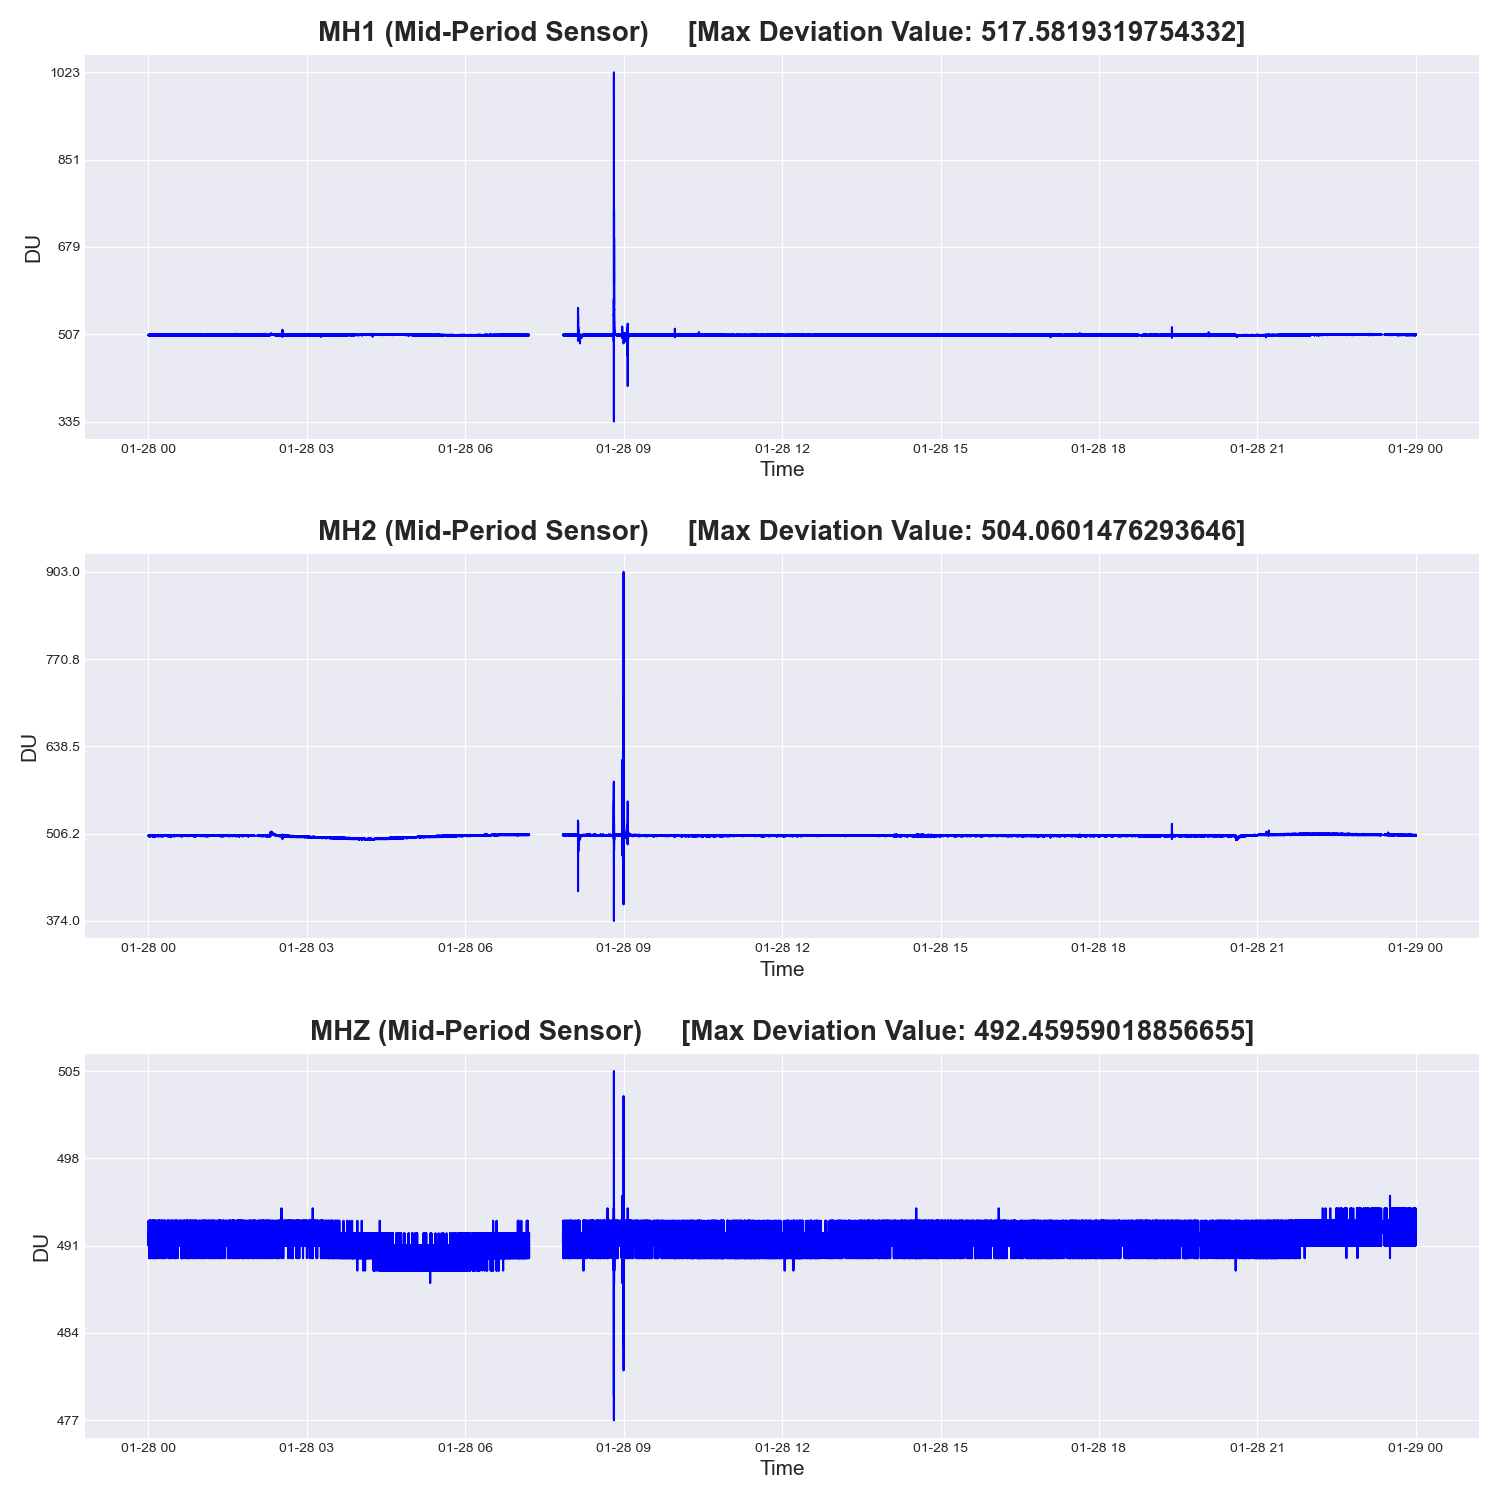 MH1 (Mid-Period Sensor) [Max Deviation Value: 517.5819319754332]
1023
851
679
507
335
DU
01-28 00 01-28 03 01-28 06 01-28 09 01-28 12 01-28 15 01-28 18 01-28 21 01-29 00
Time
MH2 (Mid-Period Sensor) [Max Deviation Value: 504.0601476293646]
903.0
770.8
638.5
506.2
374.0
DU
01-28 00 01-28 03 01-28 06 01-28 09 01-28 12 01-28 15 01-28 18 01-28 21 01-29 00
Time
MHZ (Mid-Period Sensor) [Max Deviation Value: 492.45959018856655]
505
498
491
484
477
DU
01-28 00 01-28 03 01-28 06 01-28 09 01-28 12 01-28 15 01-28 18 01-28 21 01-29 00
Time